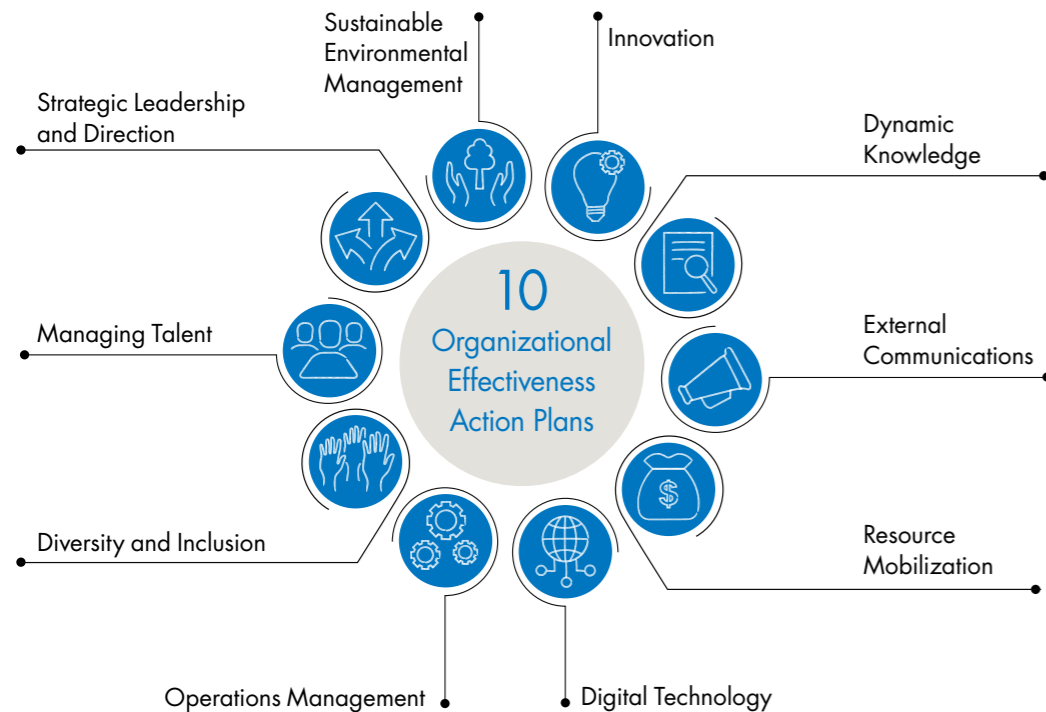 Sustainable
Environmental
Management
Innovation
Strategic Leadership
and Direction
Dynamic
Knowledge
10
Organizational
Effectiveness
Action Plans
Managing Talent
External
Communications
$
Diversity and Inclusion
Resource
Mobilization
Operations Management
Digital Technology